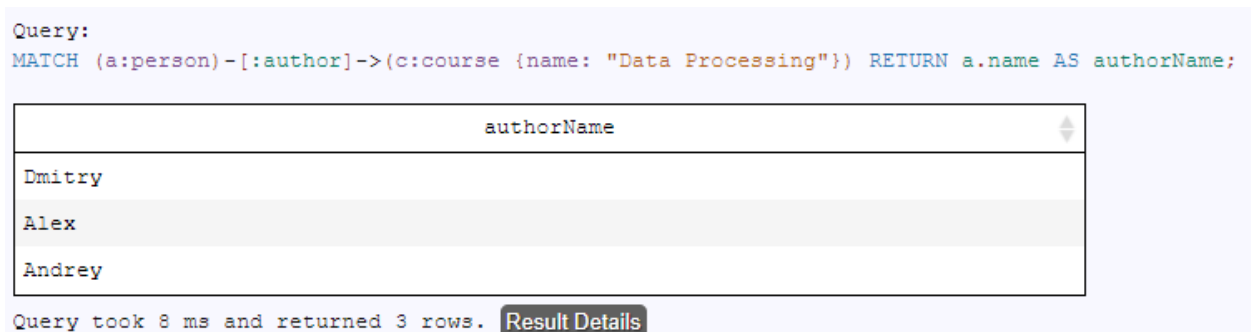 Query:
MATCH (a:person)-[:author]->(c:course {name: "Data Processing"}) RETURN a.name AS authorName;
authorName
Dmitry
Alex
Andrey
Query took 8 ms and returned 3 rows. Result Details